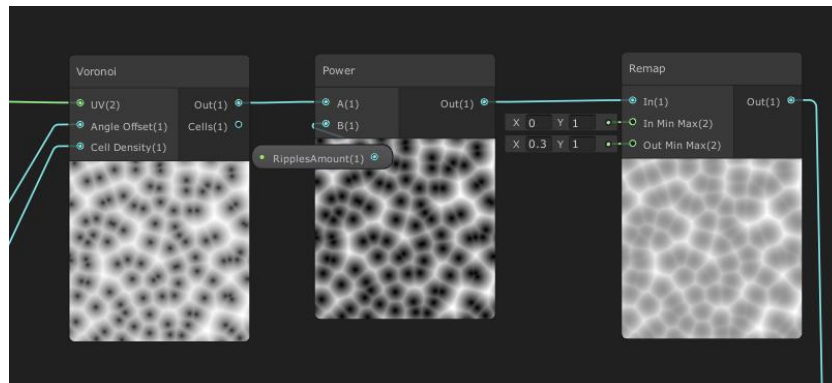 Voronoi
UV(2) Out(1)
Angle Offset(1) Cells(1)
Cell Density(1)
Power
A(1) Out(1)
B(1)
RipplesAmount(1)
Remap
In(1) Out(1)
X 0 Y 1 In Min Max(2)
X 0.3 Y 1 Out Min Max(2)